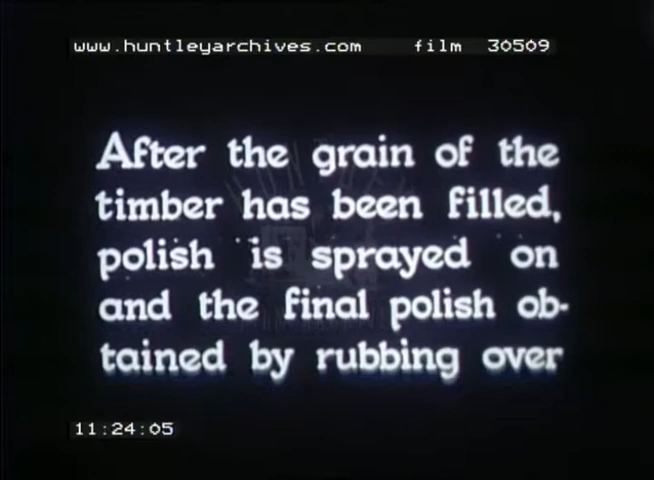 www.huntleyarchives.com film 30509
After the grain of the
timber has been filled,
polish is sprayed on
and the final polish ob-
tained by rubbing over
11:24:05